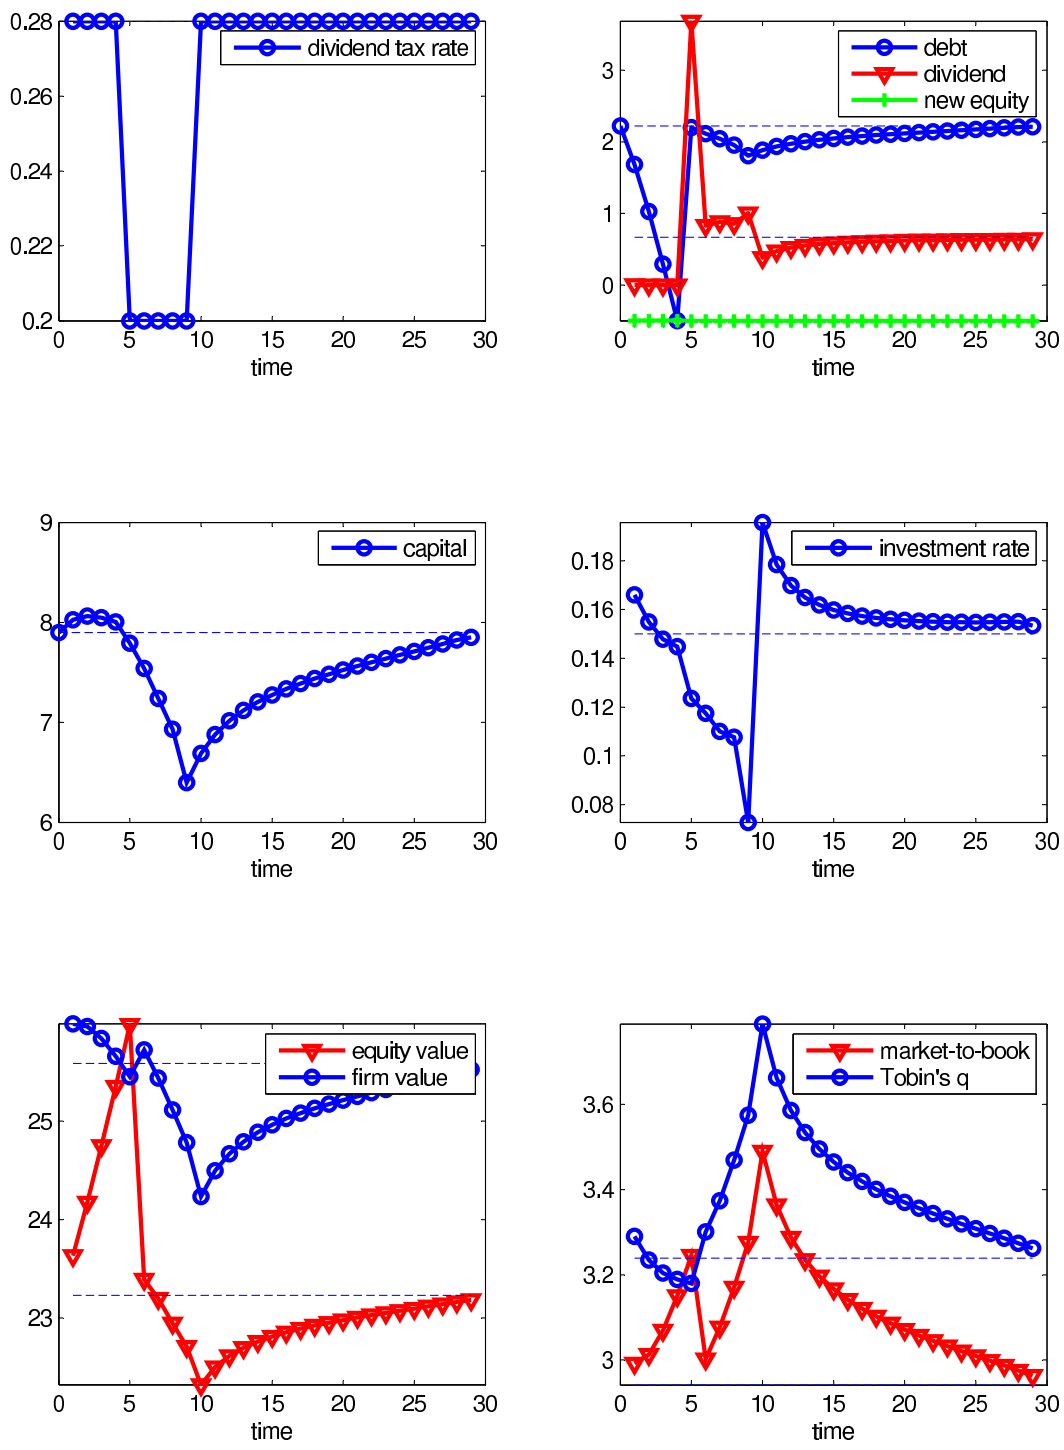 0.28
0.26
0.24
0.22
0.2
0 5 10 15 20 25 30
time
dividend tax rate
3
2
1
0
0 5 10 15 20 25 30
time
debt
dividend
new equity
9
8
7
6
0 5 10 15 20 25 30
time
capital
0.18
0.16
0.14
0.12
0.1
0.08
0 5 10 15 20 25 30
time
investment rate
25
24
23
0 5 10 15 20 25 30
time
equity value
firm value
3.6
3.4
3.2
3
0 5 10 15 20 25 30
time
market-to-book
Tobin's q